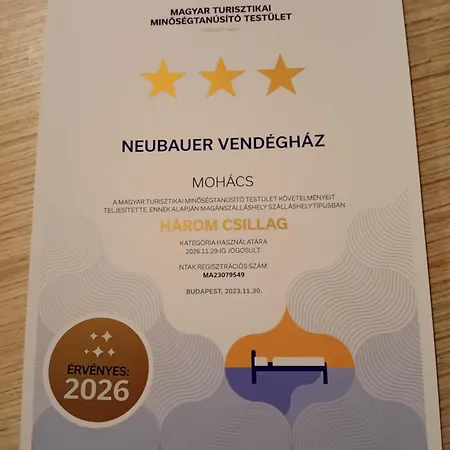 MAGYAR TURISZTIKAI
MINŐSÉGTANÚSÍTÓ TESTÜLET
NEUBAUER VENDÉGHÁZ
MOHÁCS
A MAGYAR TURISZTIKAI MINŐSÉGTANÚSÍTÓ TESTÜLET KÖVETELMÉNYEIT
TELJESÍTETTE, ENNEK ALAPJÁN MAGÁNSZÁLLÁSHELY SZÁLLÁSHELYTÍPUSBAN
HÁROM CSILLAG
KATEGÓRIA HASZNÁLATÁRA
2026.11.29-IG JOGOSULT.
NTAK REGISZTRÁCIÓS SZÁM
MA23079549
BUDAPEST, 2023.11.30.
ÉRVÉNYES:
2026